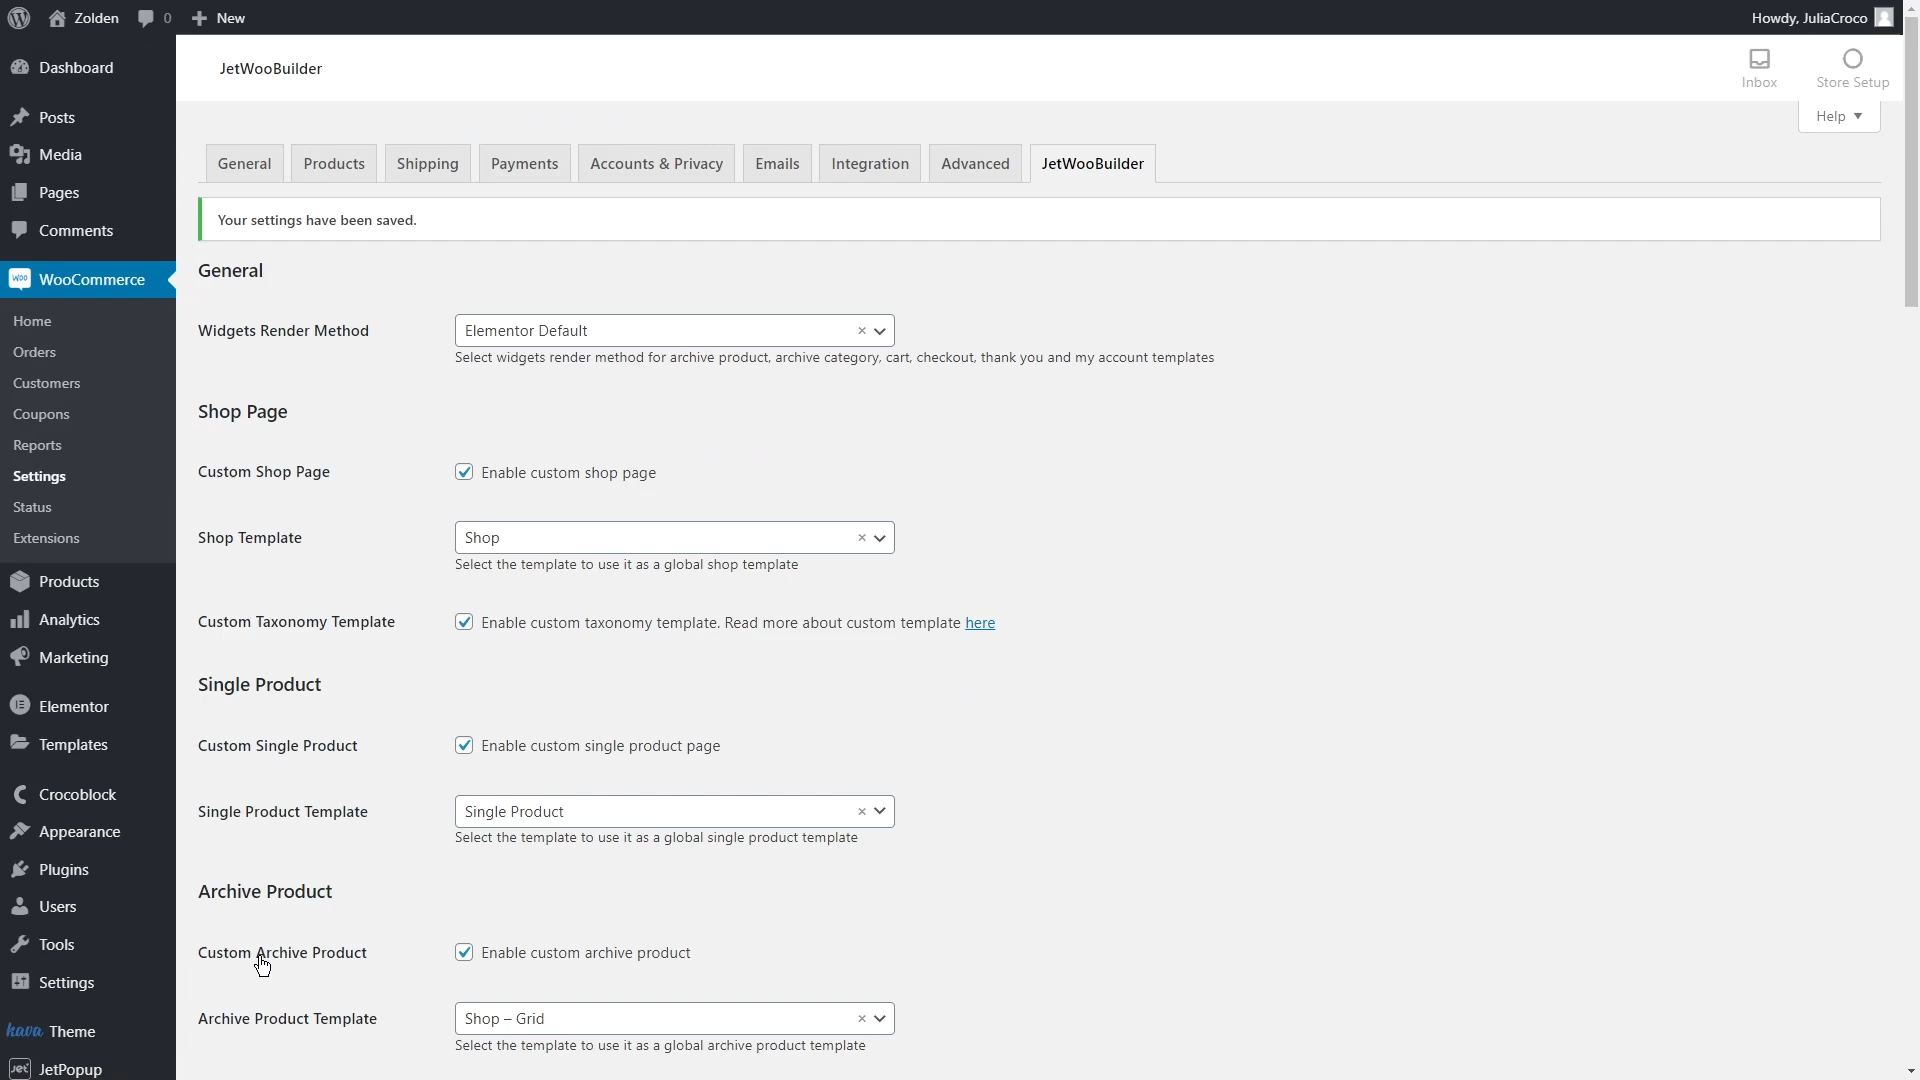 Zolden 0 New Howdy, JuliaCroco
JetWooBuilder
Inbox Store Setup
Help
Dashboard
Posts
Media
Pages
Comments
WooCommerce
Home
Orders
Customers
Coupons
Reports
Settings
Status
Extensions
Products
Analytics
Marketing
Elementor
Templates
Crocoblock
Appearance
Plugins
Users
Tools
Settings
kava Theme
JetPopup
General Products Shipping Payments Accounts & Privacy Emails Integration Advanced JetWooBuilder
Your settings have been saved.
General
Widgets Render Method Elementor Default ×
Select widgets render method for archive product, archive category, cart, checkout, thank you and my account templates
Shop Page
Custom Shop Page Enable custom shop page
Shop Template Shop ×
Select the template to use it as a global shop template
Custom Taxonomy Template Enable custom taxonomy template. Read more about custom template here
Single Product
Custom Single Product Enable custom single product page
Single Product Template Single Product ×
Select the template to use it as a global single product template
Archive Product
Custom Archive Product Enable custom archive product
Archive Product Template Shop – Grid ×
Select the template to use it as a global archive product template